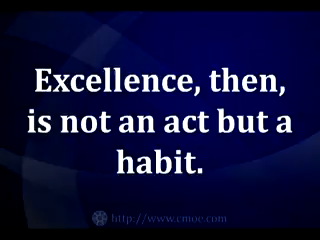 Excellence, then,
is not an act but a
habit.
http://www.cmoe.com